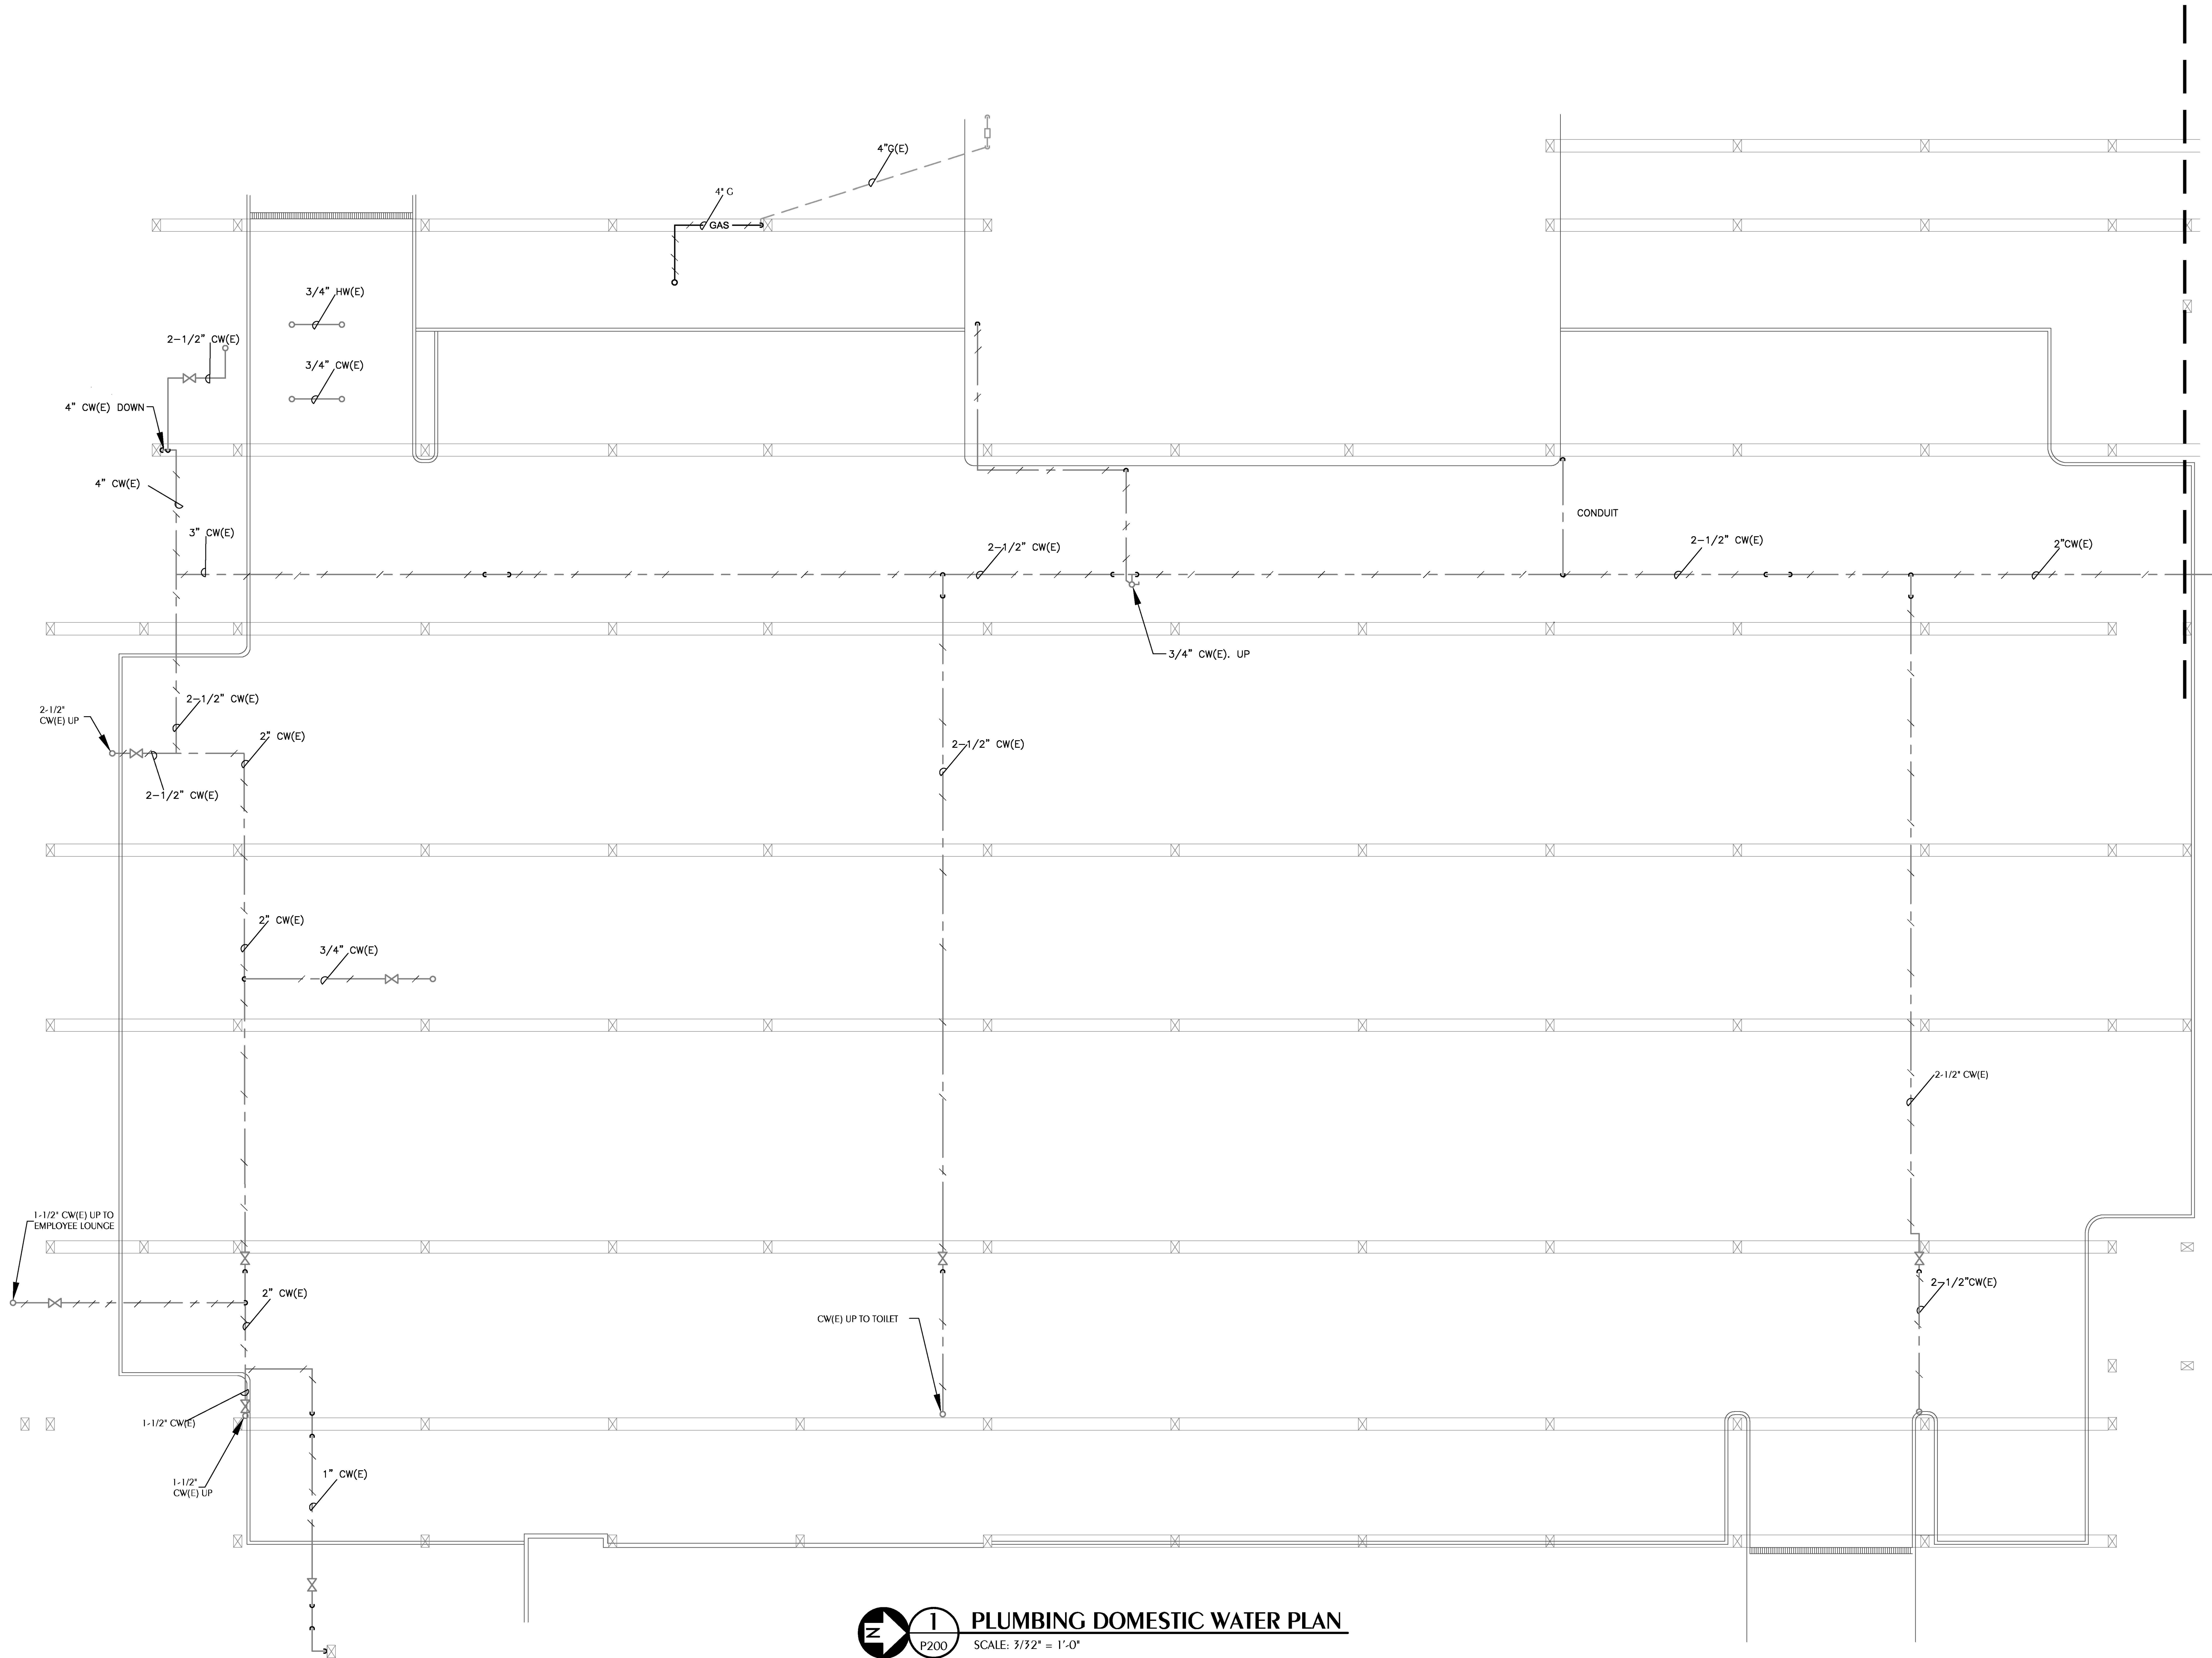 4"G(E)
4" G
GAS
3/4" HW(E)
2-1/2" CW(E)
3/4" CW(E)
4" CW(E) DOWN
4" CW(E)
3" CW(E)
CONDUIT
2-1/2" CW(E)
2-1/2" CW(E)
2"CW(E)
3/4" CW(E). UP
2-1/2" CW(E)
2-1/2"
CW(E) UP
2" CW(E)
2-1/2" CW(E)
2-1/2" CW(E)
2" CW(E)
3/4" CW(E)
2-1/2" CW(E)
1-1/2" CW(E) UP TO
EMPLOYEE LOUNGE
2-1/2"CW(E)
2" CW(E)
CW(E) UP TO TOILET
1-1/2" CW(E)
1-1/2"
CW(E) UP
1" CW(E)
N
1
P200
PLUMBING DOMESTIC WATER PLAN
SCALE: 3/32" = 1'-0"